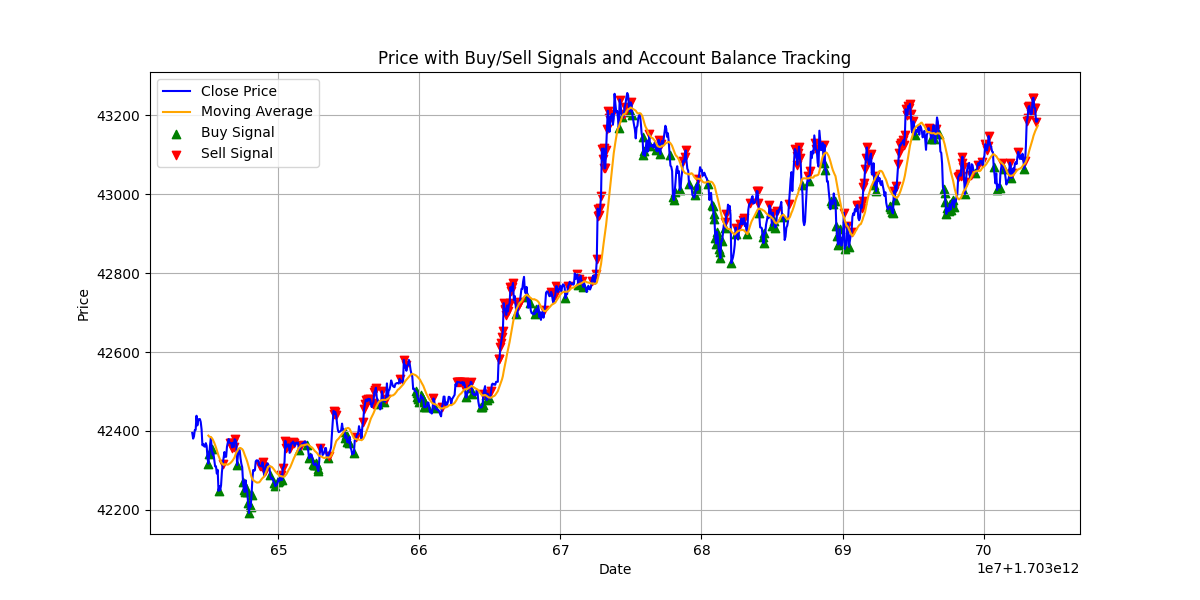 Price with Buy/Sell Signals and Account Balance Tracking
Close Price
Moving Average
Buy Signal
Sell Signal
43200
43000
42800
42600
42400
42200
Price
65 66 67 68 69 70
Date
1e7+1.703e12